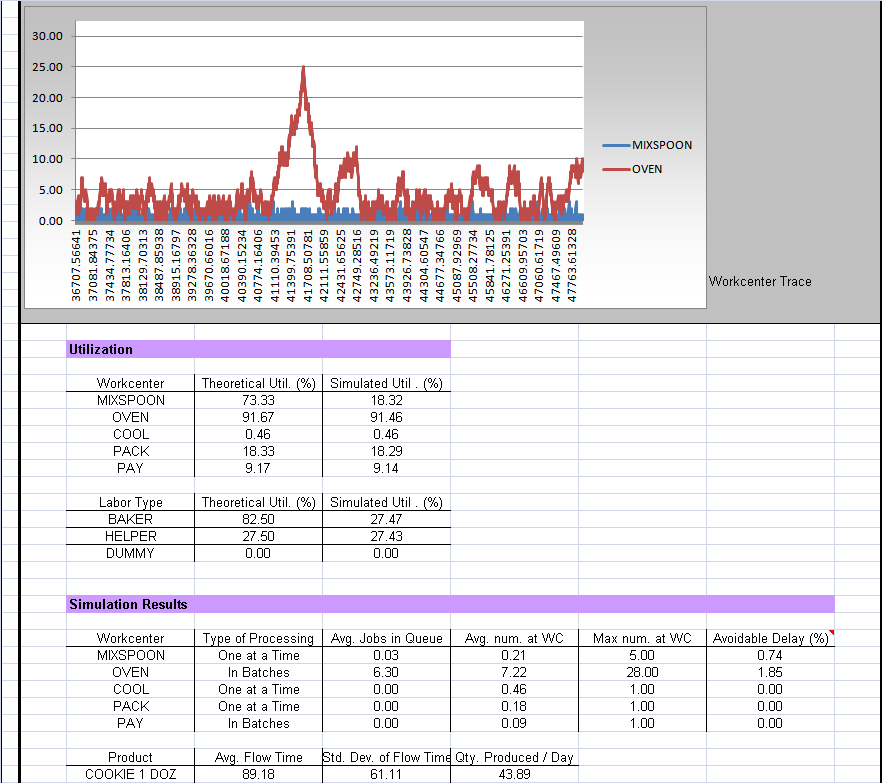 30.00
25.00
20.00
15.00
10.00
5.00
0.00
MIXSPOON
OVEN
36707.56641
37081.84375
37434.77734
37813.16406
38129.70313
38487.85938
38915.16797
39278.36328
39670.66016
40018.67188
40390.15234
40774.16406
41110.39453
41399.75391
41708.50781
42111.55859
42431.65625
42749.28516
43236.49219
43573.11719
43926.73828
44304.60547
44677.34766
45087.92969
45508.27734
45841.78125
46271.25391
46609.95703
47060.61719
47467.49609
47763.61328
Workcenter Trace
Utilization
Workcenter Theoretical Util. (%) Simulated Util . (%)
MIXSPOON 73.33 18.32
OVEN 91.67 91.46
COOL 0.46 0.46
PACK 18.33 18.29
PAY 9.17 9.14
Labor Type Theoretical Util. (%) Simulated Util . (%)
BAKER 82.50 27.47
HELPER 27.50 27.43
DUMMY 0.00 0.00
Simulation Results
Workcenter Type of Processing Avg. Jobs in Queue Avg. num. at WC Max num. at WC Avoidable Delay (%)
MIXSPOON One at a Time 0.03 0.21 5.00 0.74
OVEN In Batches 6.30 7.22 28.00 1.85
COOL One at a Time 0.00 0.46 1.00 0.00
PACK One at a Time 0.00 0.18 1.00 0.00
PAY In Batches 0.00 0.09 1.00 0.00
Product Avg. Flow Time Std. Dev. of Flow Time Qty. Produced / Day
COOKIE 1 DOZ 89.18 61.11 43.89